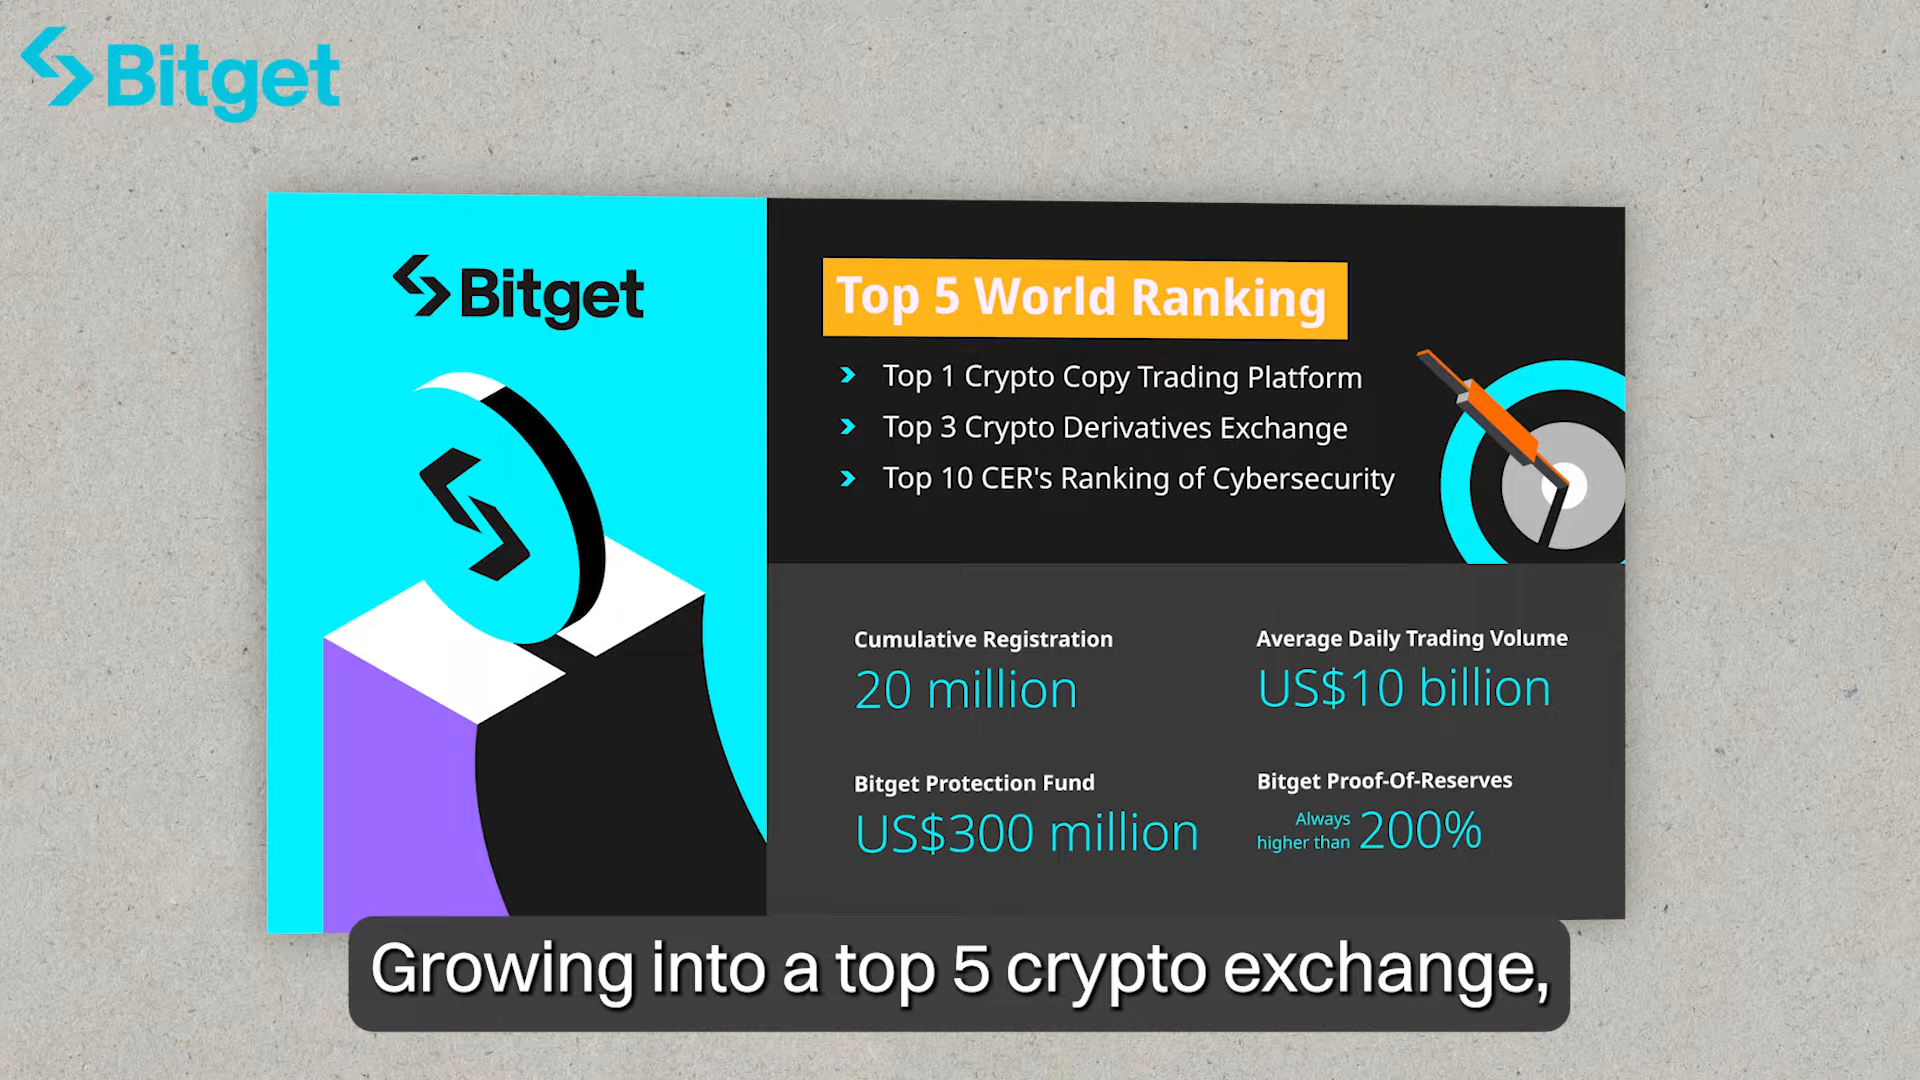 Bitget
Bitget
Top 5 World Ranking
Top 1 Crypto Copy Trading Platform
Top 3 Crypto Derivatives Exchange
Top 10 CER's Ranking of Cybersecurity
Cumulative Registration
20 million
Average Daily Trading Volume
US$10 billion
Bitget Protection Fund
US$300 million
Bitget Proof-Of-Reserves
Always
higher than 200%
Growing into a top 5 crypto exchange,